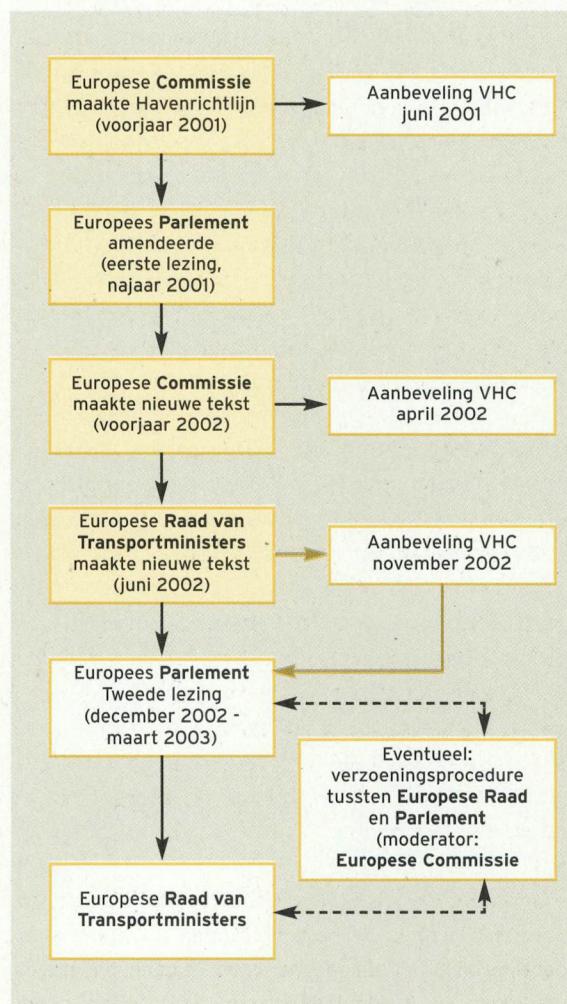 Europese Commissie
maakte Havenrichtlijn
(voorjaar 2001)
Aanbeveling VHC
juni 2001
Europees Parlement
amendeerde
(eerste lezing,
najaar 2001)
Europese Commissie
maakte nieuwe tekst
(voorjaar 2002)
Aanbeveling VHC
april 2002
Europese Raad van
Transportministers
maakte nieuwe tekst
(juni 2002)
Aanbeveling VHC
november 2002
Europees Parlement
Tweede lezing
(december 2002 -
maart 2003)
Eventueel:
verzoeningsprocedure
tussten Europese Raad
en Parlement
(moderator:
Europese Commissie
Europese Raad van
Transportministers